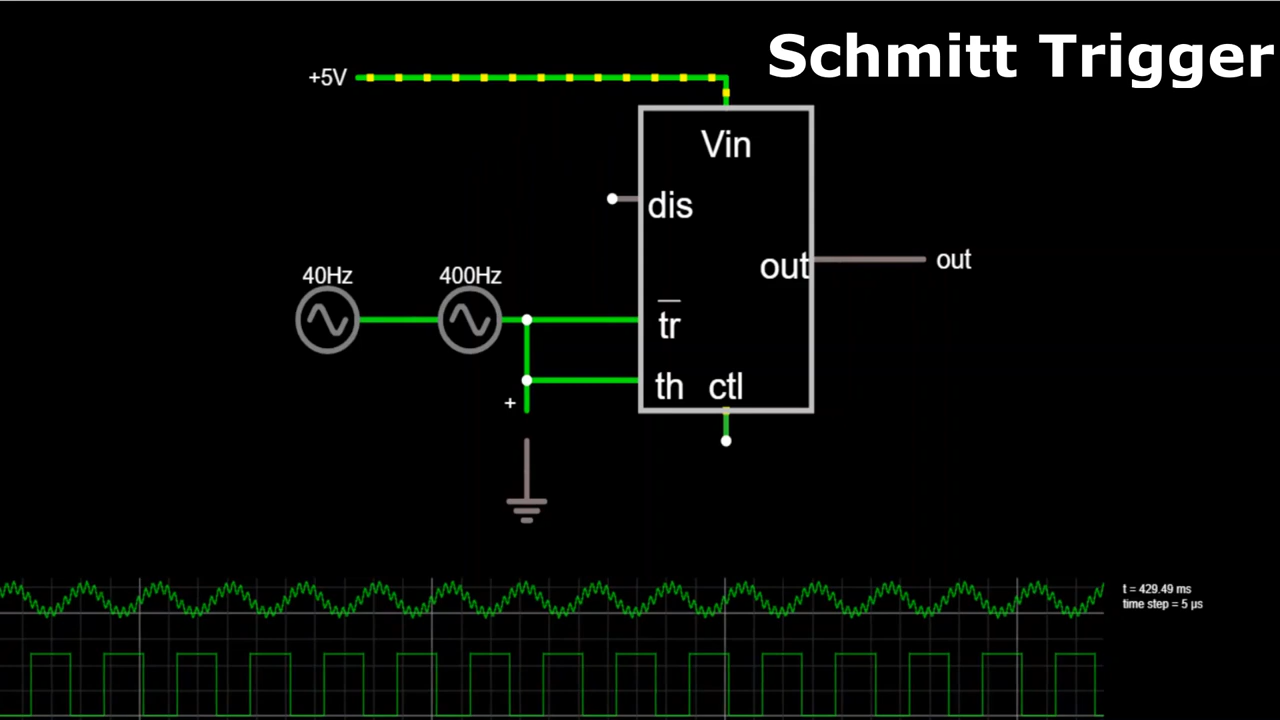 Schmitt Trigger
+5V
Vin
dis
out
out
40Hz
400Hz
tr
th ctl
+
t = 429.49 ms
time step = 5 µs